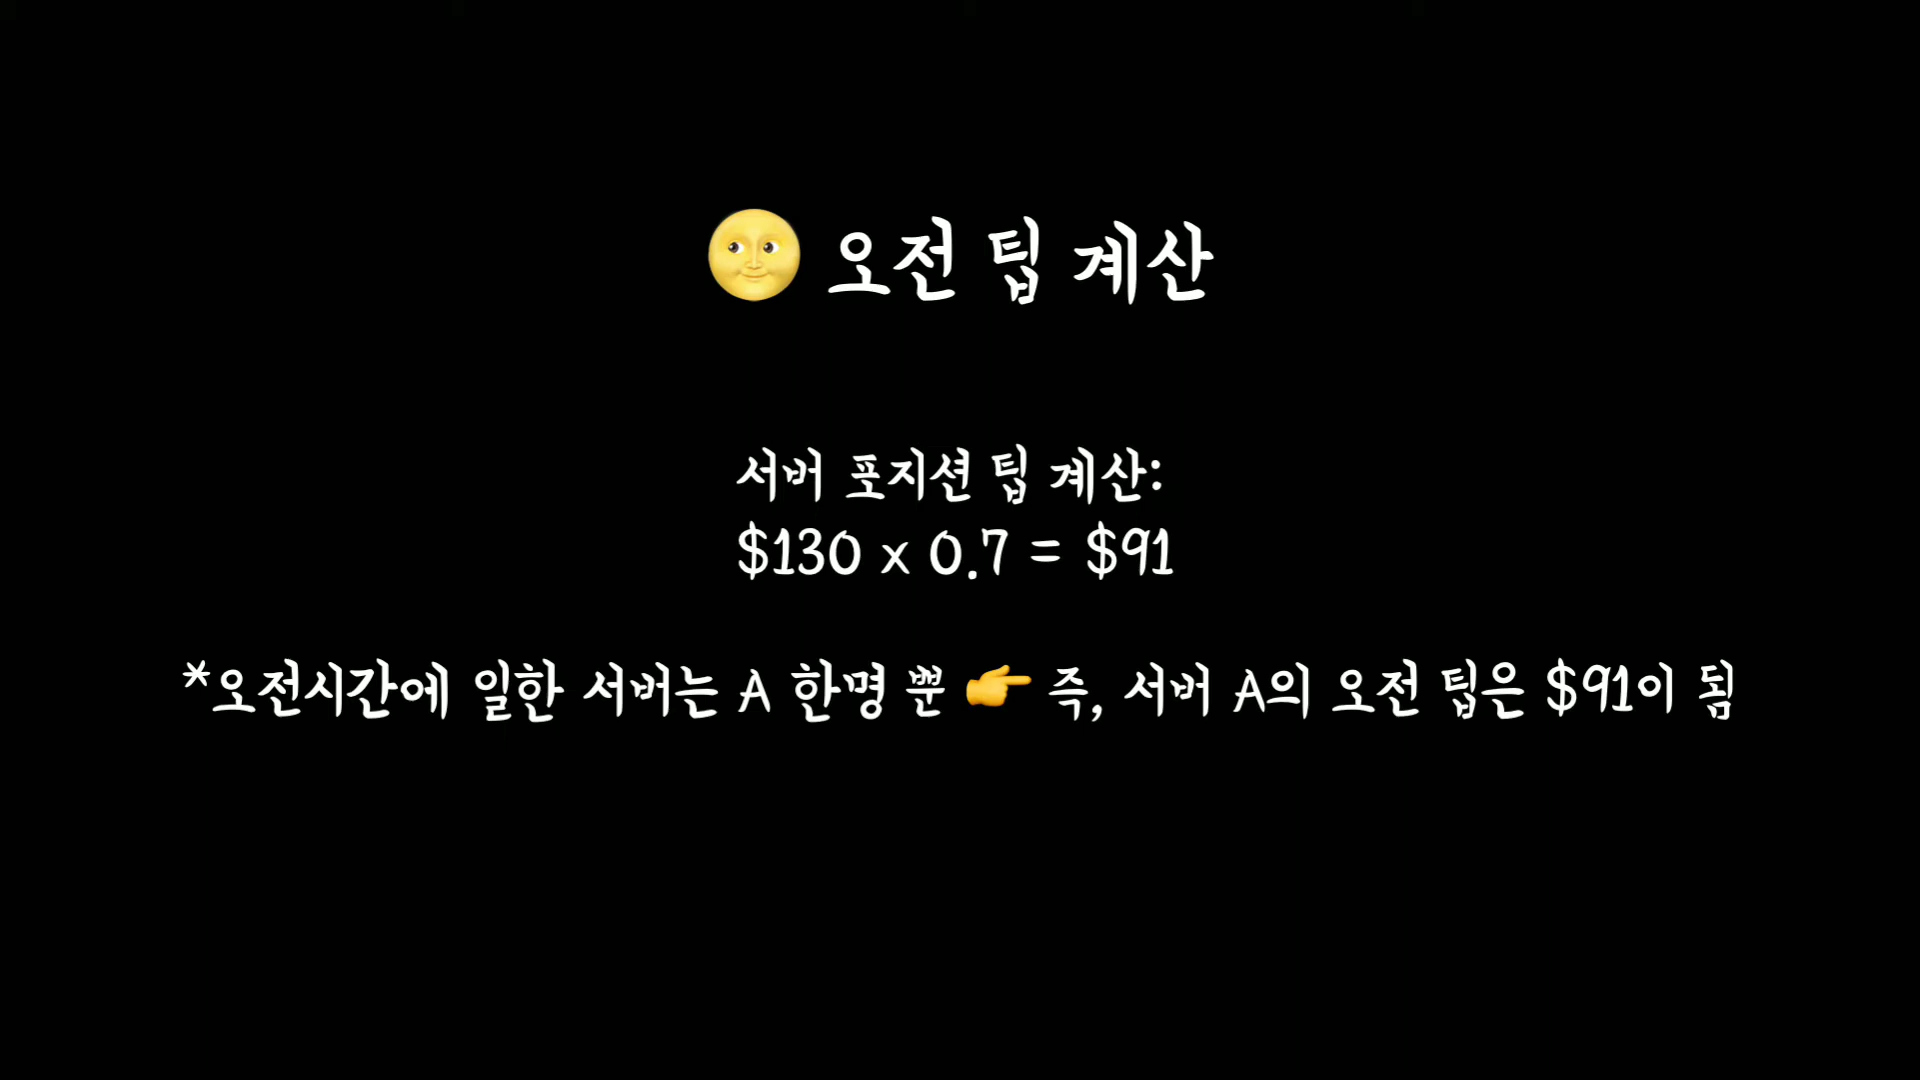 🌝 오전 팁 계산
서버 포지션 팁 계산:
$130 x 0.7 = $91
*오전시간에 일한 서버는 A 한명 뿐 👉 즉, 서버 A의 오전 팁은 $91이 됨